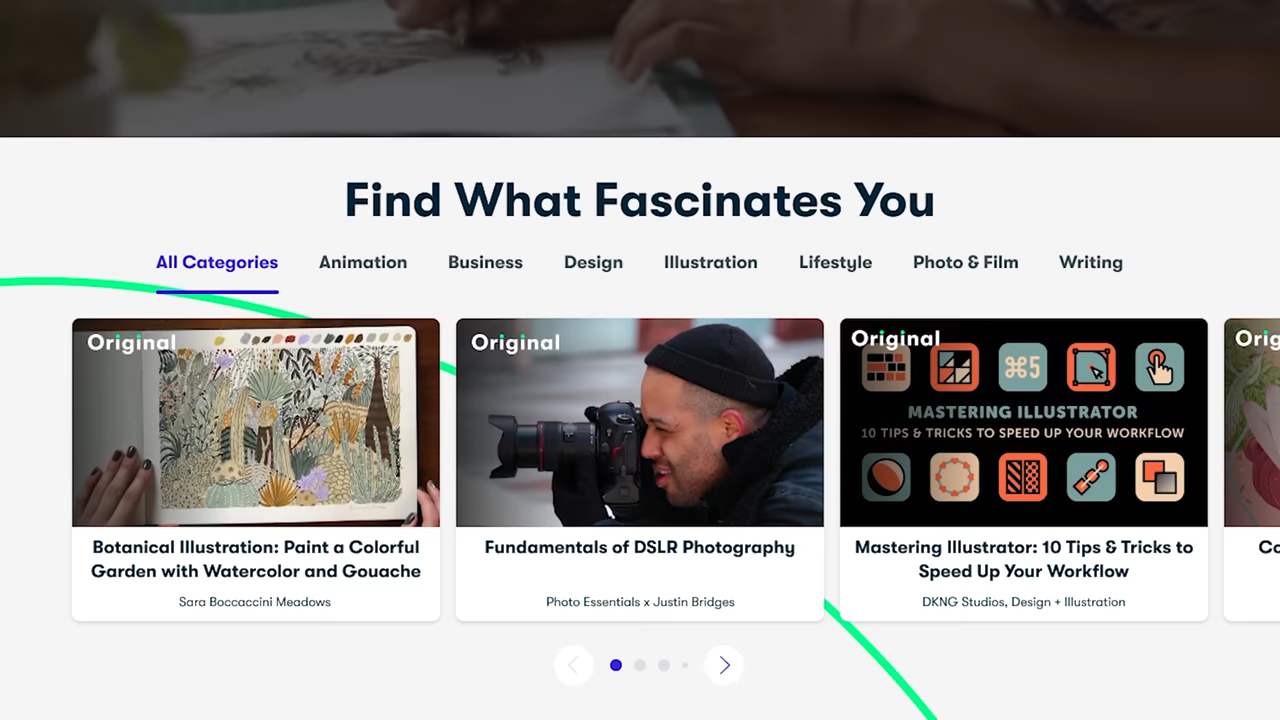 Find What Fascinates You
All Categories Animation Business Design Illustration Lifestyle Photo & Film Writing
Original
Botanical Illustration: Paint a Colorful
Garden with Watercolor and Gouache
Sara Boccaccini Meadows
Original
Fundamentals of DSLR Photography
Photo Essentials x Justin Bridges
Original
⌘5
MASTERING ILLUSTRATOR
10 TIPS & TRICKS TO SPEED UP YOUR WORKFLOW
Mastering Illustrator: 10 Tips & Tricks to
Speed Up Your Workflow
DKNG Studios, Design + Illustration
Orig
Co